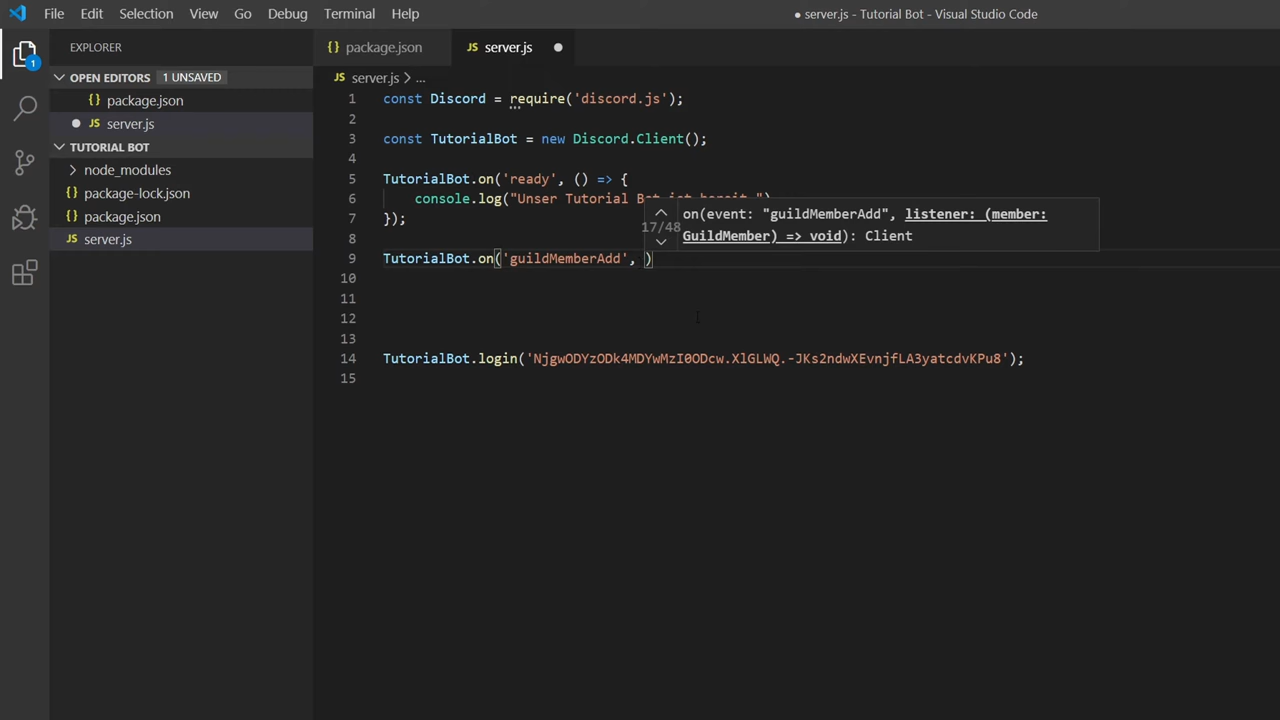 File Edit Selection View Go Debug Terminal Help
● server.js - Tutorial Bot - Visual Studio Code
EXPLORER
OPEN EDITORS 1 UNSAVED
{} package.json
● JS server.js
TUTORIAL BOT
node_modules
{} package-lock.json
{} package.json
JS server.js
1
{} package.json
JS server.js ●
JS server.js > ...
1 const Discord = require('discord.js');
2
3 const TutorialBot = new Discord.Client();
4
5 TutorialBot.on('ready', () => {
6 console.log("Unser Tutorial
7 });
8
9 TutorialBot.on('guildMemberAdd', )
10
11
12
13
14 TutorialBot.login('NjgwODYzODk4MDYwMzI0ODcw.XlGLWQ.-JKs2ndwXEvnjfLA3yatcdvKPu8');
15
17/48
on(event: "guildMemberAdd", listener: (member:
GuildMember) => void): Client